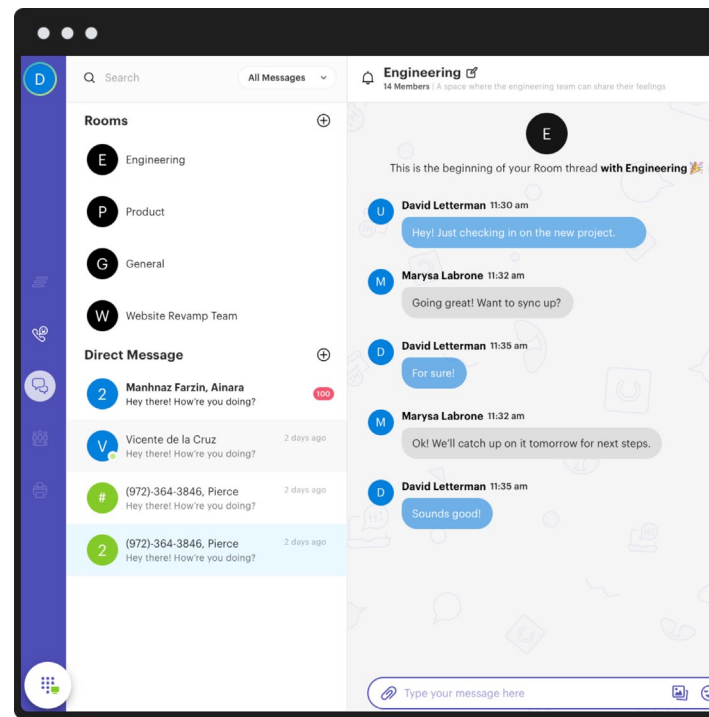 D
Search
All Messages
Rooms
E
Engineering
P
Product
G
General
W
Website Revamp Team
Direct Message
2
Manhnaz Farzin, Ainara
Hey there! How're you doing?
100
V
Vicente de la Cruz
2 days ago
Hey there! How're you doing?
#
(972)-364-3846, Pierce
2 days ago
Hey there! How're you doing?
2
(972)-364-3846, Pierce
2 days ago
Hey there! How're you doing?
Engineering
14 Members | A space where the engineering team can share their feelings
E
This is the beginning of your Room thread with Engineering 🎉
U
David Letterman 11:30 am
Hey! Just checking in on the new project.
M
Marysa Labrone 11:32 am
Going great! Want to sync up?
D
David Letterman 11:35 am
For sure!
M
Marysa Labrone 11:32 am
Ok! We'll catch up on it tomorrow for next steps.
D
David Letterman 11:35 am
Sounds good!
Type your message here